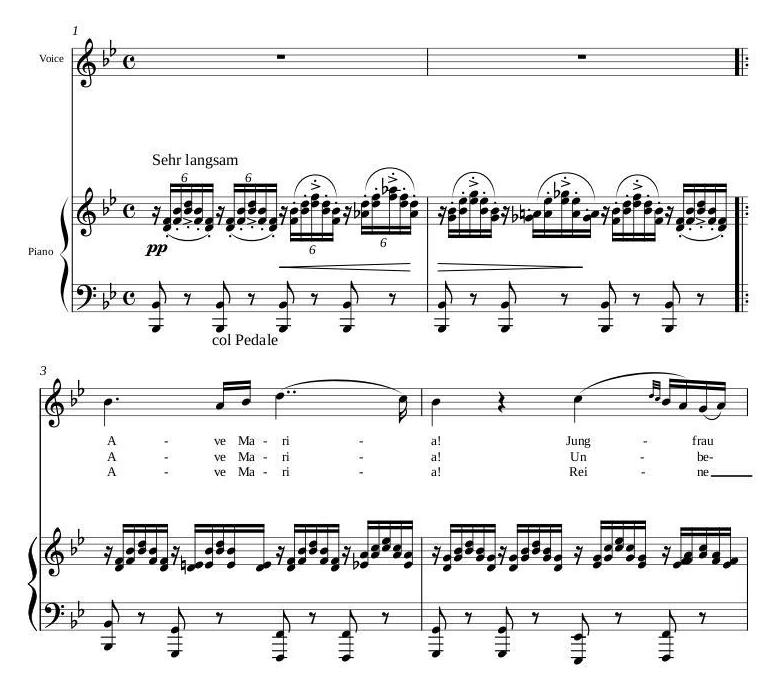 1
Voice
Sehr langsam
6 6
pp
6 6
Piano
col Pedale
3
A - ve Ma - ri - a! Jung - frau
A - ve Ma - ri - a! Un - be-
A - ve Ma - ri - a! Rei - ne